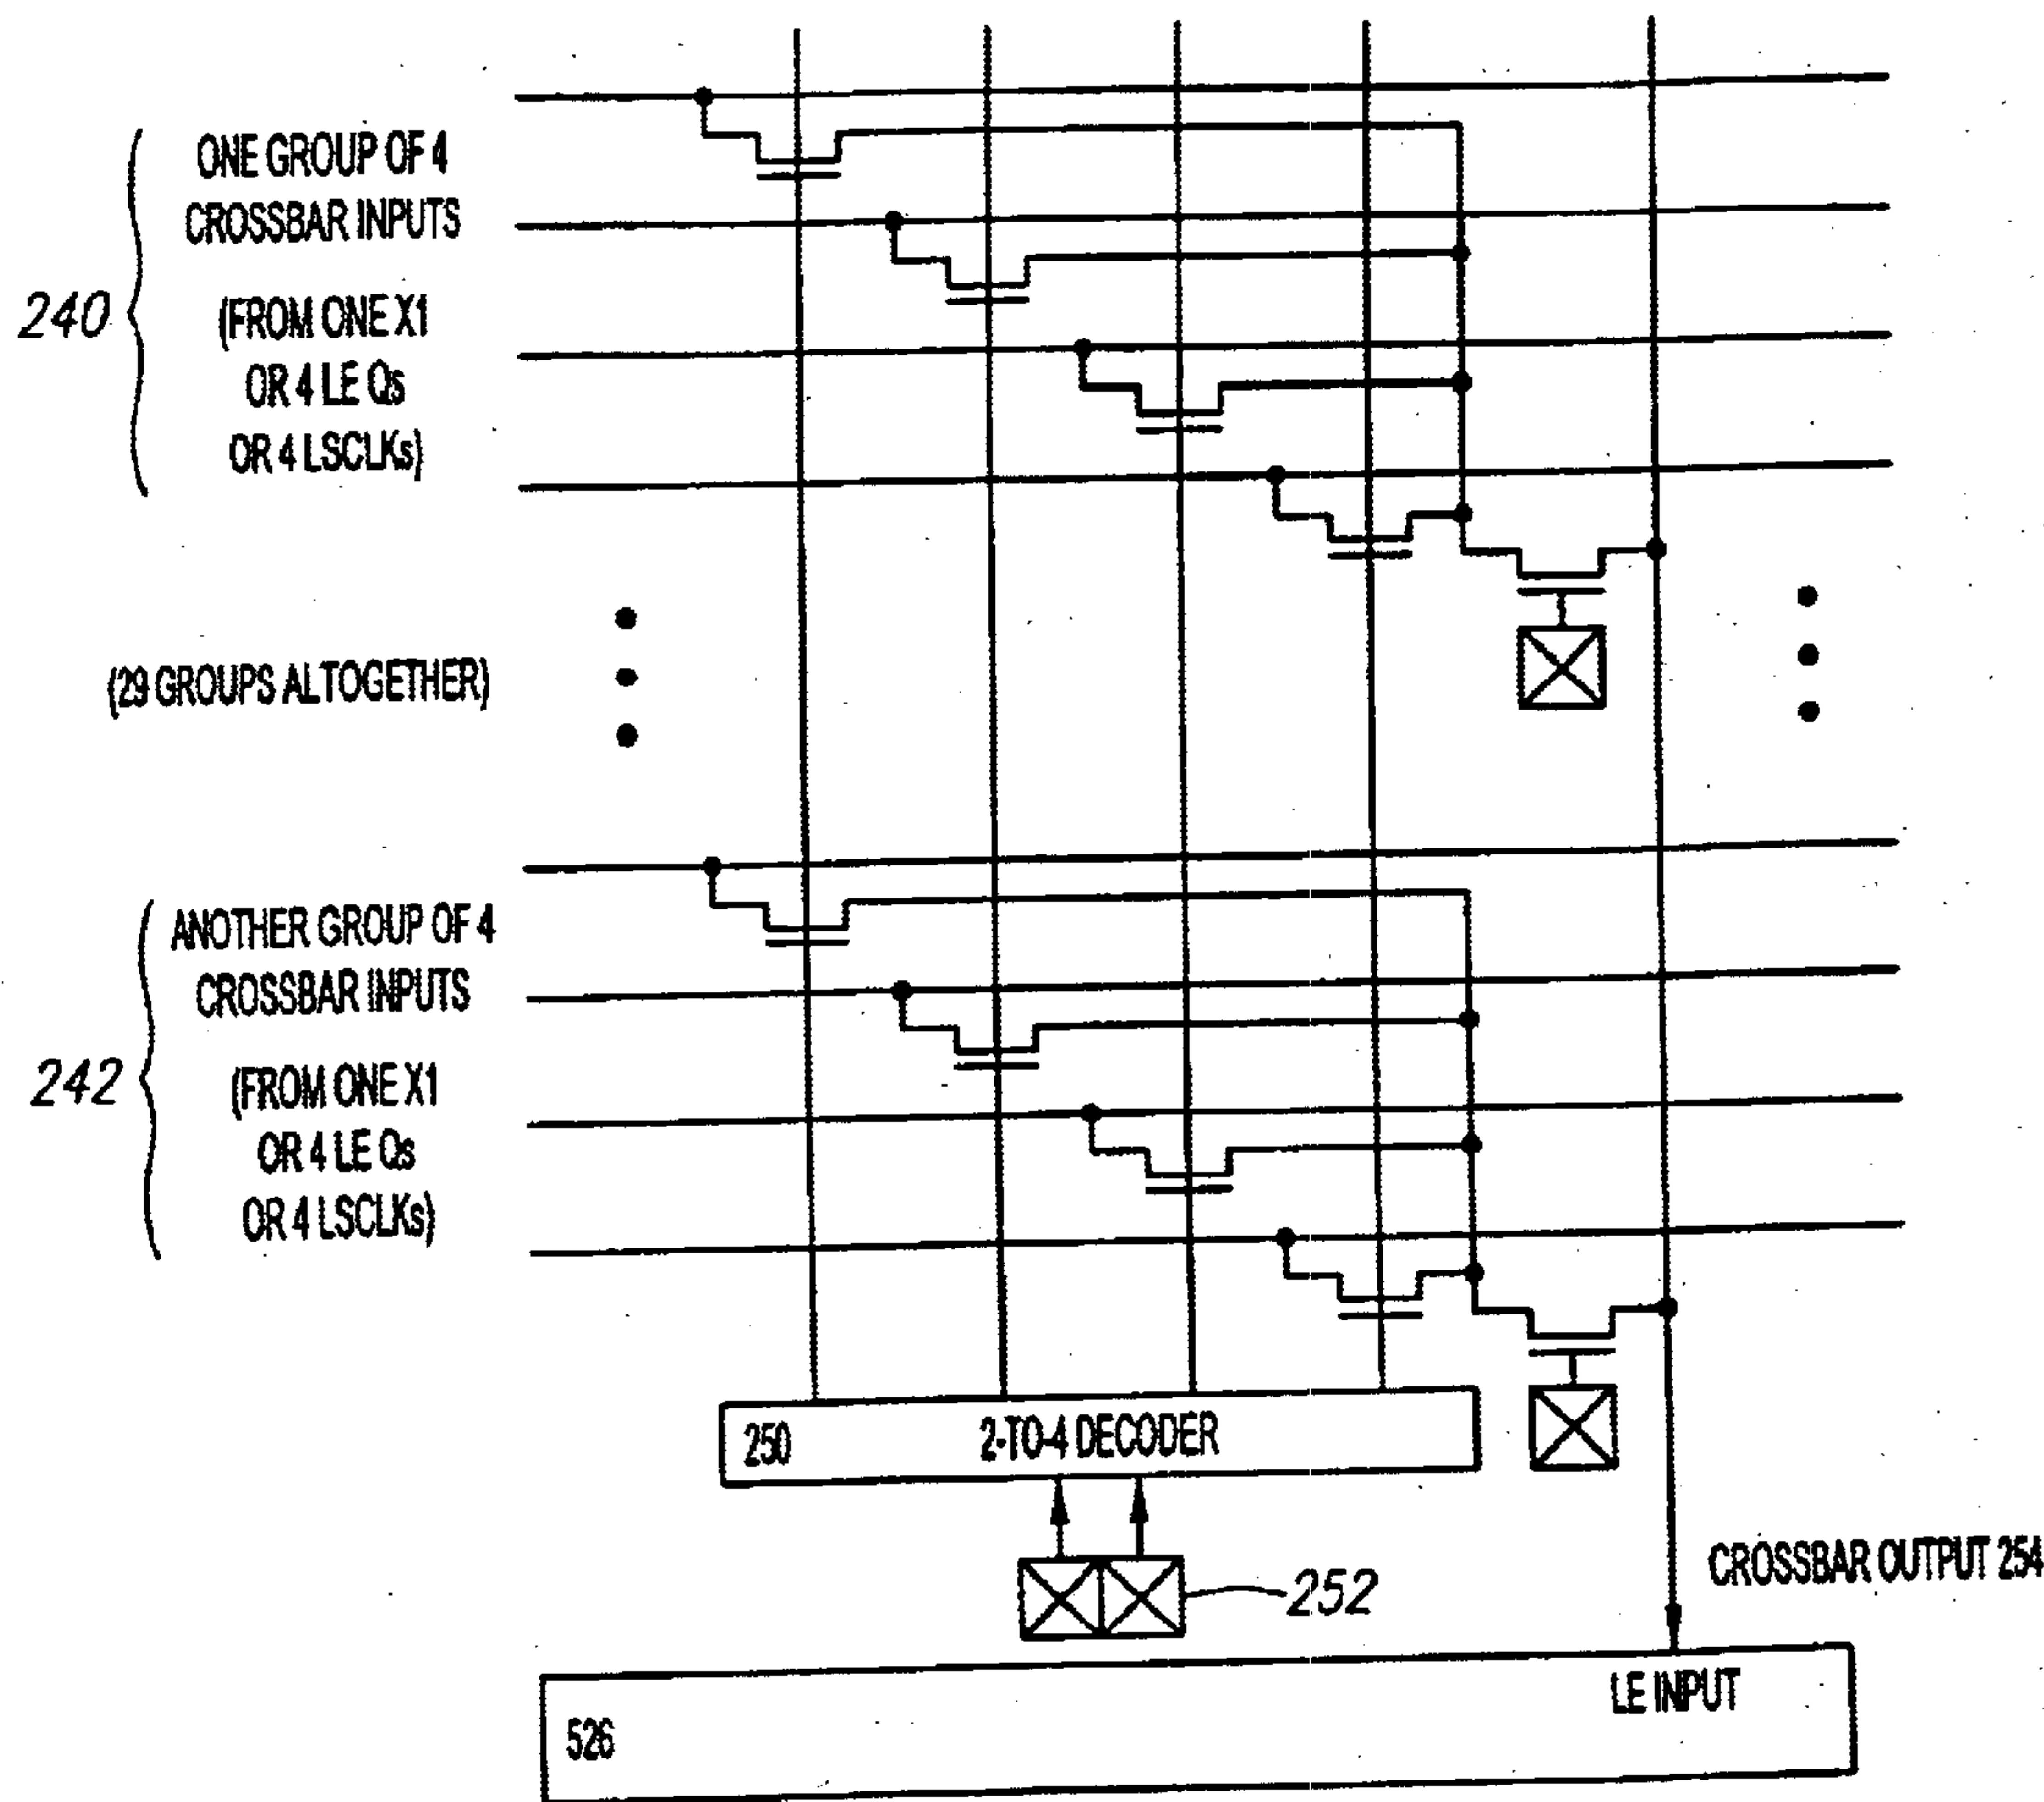 ONE GROUP OF 4
CROSSBAR INPUTS
240
(FROM ONE X1
OR 4 LE Qs
OR 4 LSCLKs)
(29 GROUPS ALTOGETHER)
ANOTHER GROUP OF 4
CROSSBAR INPUTS
242
(FROM ONE X1
OR 4 LE Qs
OR 4 LSCLKs)
250
2-TO-4 DECODER
252
CROSSBAR OUTPUT 254
LE INPUT
526